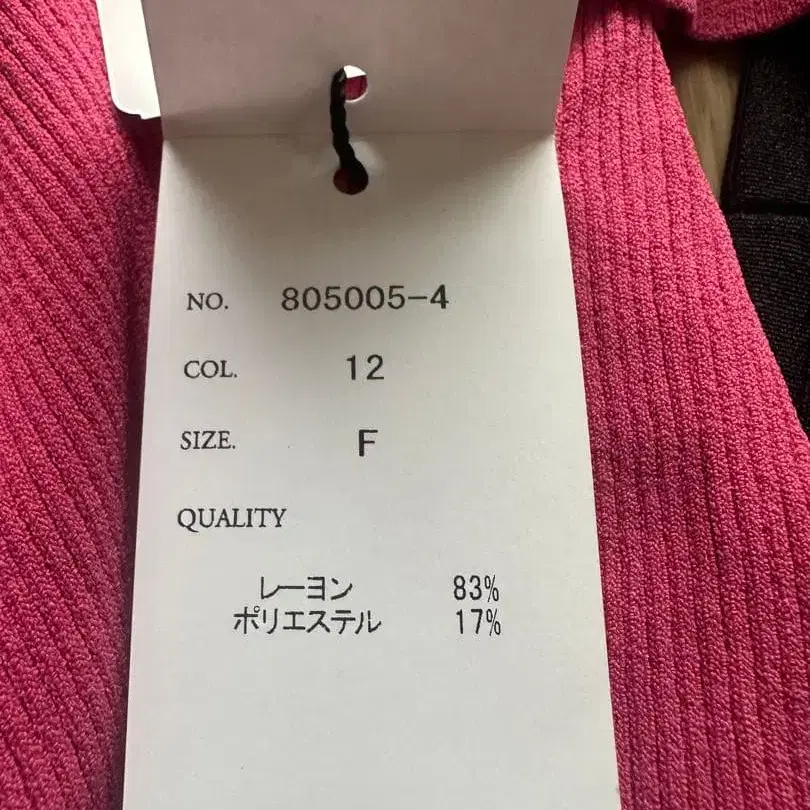 NO. 805005-4
COL. 12
SIZE. F
QUALITY
レーヨン 83%
ポリエステル 17%